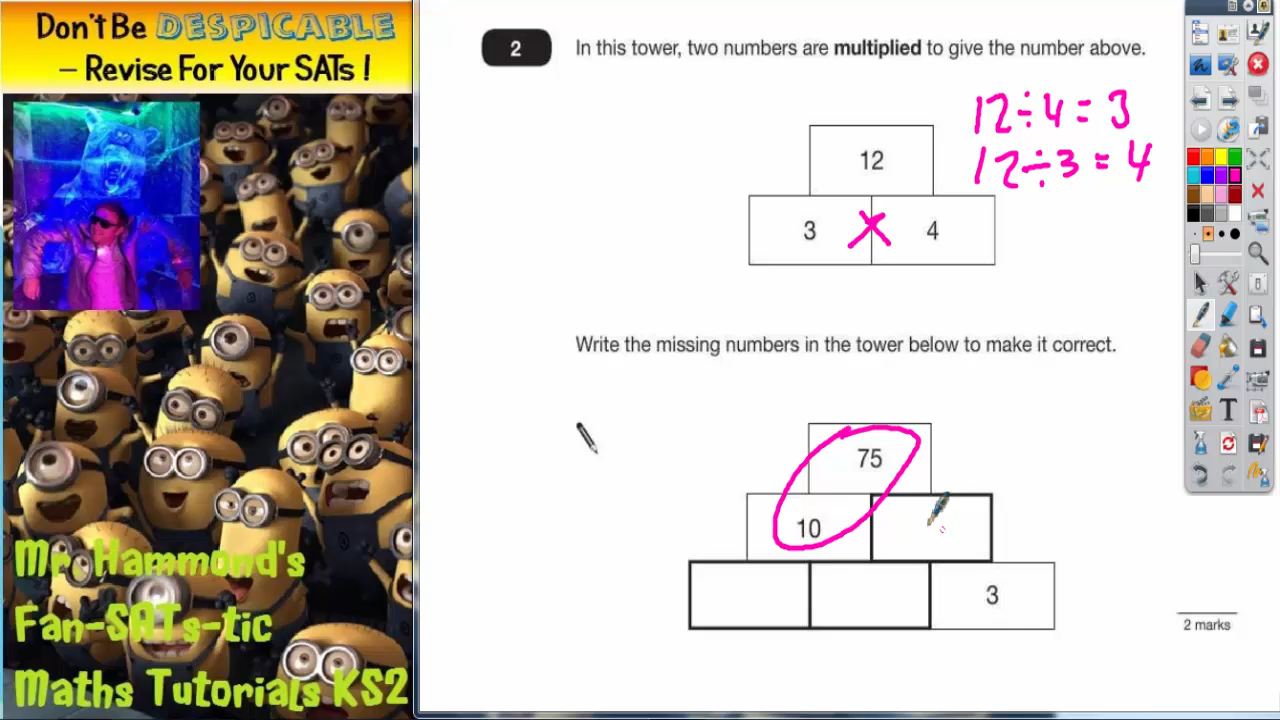 Don't Be DESPICABLE
– Revise For Your SATs !
Mr Hammond's
Fan-SATs-tic
Maths Tutorials KS2
2 In this tower, two numbers are multiplied to give the number above.
12÷4=3
12÷3=4
12
3 × 4
Write the missing numbers in the tower below to make it correct.
75
10
3
2 marks
T